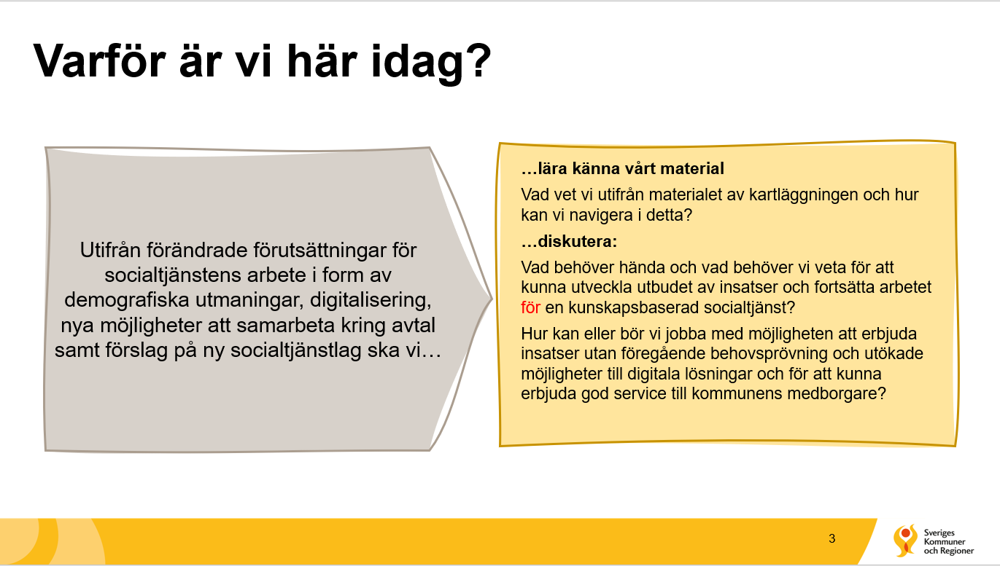 Varför är vi här idag?
Utifrån förändrade förutsättningar för
socialtjänstens arbete i form av
demografiska utmaningar, digitalisering,
nya möjligheter att samarbeta kring avtal
samt förslag på ny socialtjänstlag ska vi…
…lära känna vårt material
Vad vet vi utifrån materialet av kartläggningen och hur
kan vi navigera i detta?
…diskutera:
Vad behöver hända och vad behöver vi veta för att
kunna utveckla utbudet av insatser och fortsätta arbetet
för en kunskapsbaserad socialtjänst?
Hur kan eller bör vi jobba med möjligheten att erbjuda
insatser utan föregående behovsprövning och utökade
möjligheter till digitala lösningar och för att kunna
erbjuda god service till kommunens medborgare?
3
Sveriges
Kommuner
och Regioner